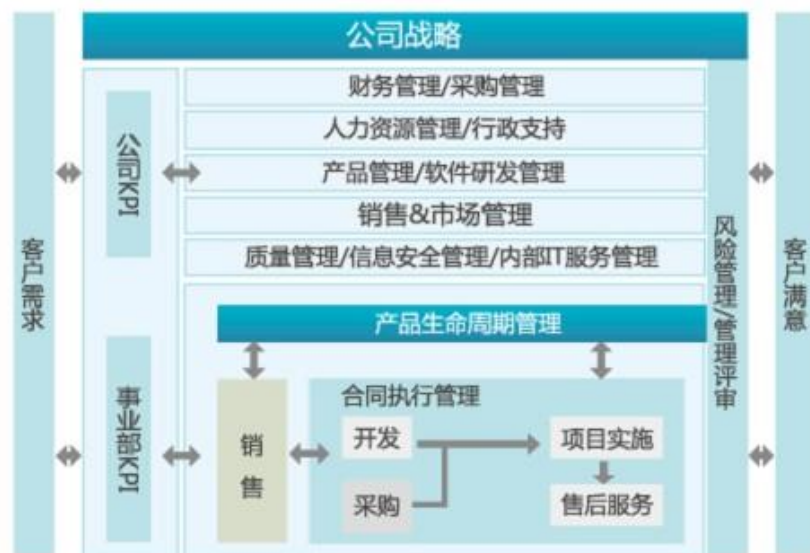 公司战略
财务管理/采购管理
人力资源管理/行政支持
产品管理/软件研发管理
销售&市场管理
质量管理/信息安全管理/内部IT服务管理
公司KPI
客户需求
风险管理/管理评审
客户满意
产品生命周期管理
事业部KPI
销售
合同执行管理
开发
项目实施
采购
售后服务